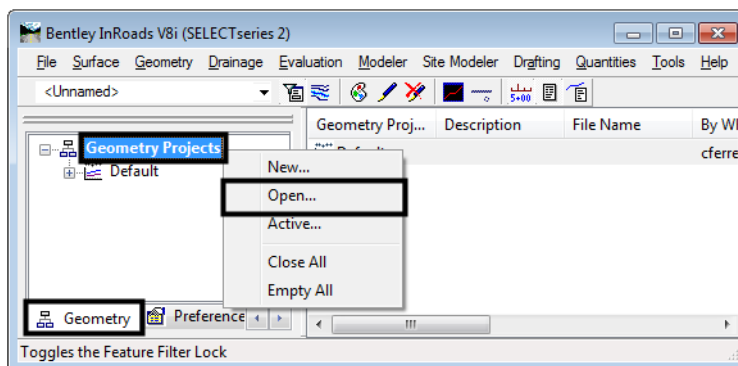 Bentley InRoads V8i (SELECTseries 2)
File Surface Geometry Drainage Evaluation Modeler Site Modeler Drafting Quantities Tools Help
<Unnamed>
5+00
Geometry Proj... Description File Name By
Geometry Projects
cferre
Default
New...
Open...
Active...
Close All
Empty All
Geometry Preference
Toggles the Feature Filter Lock